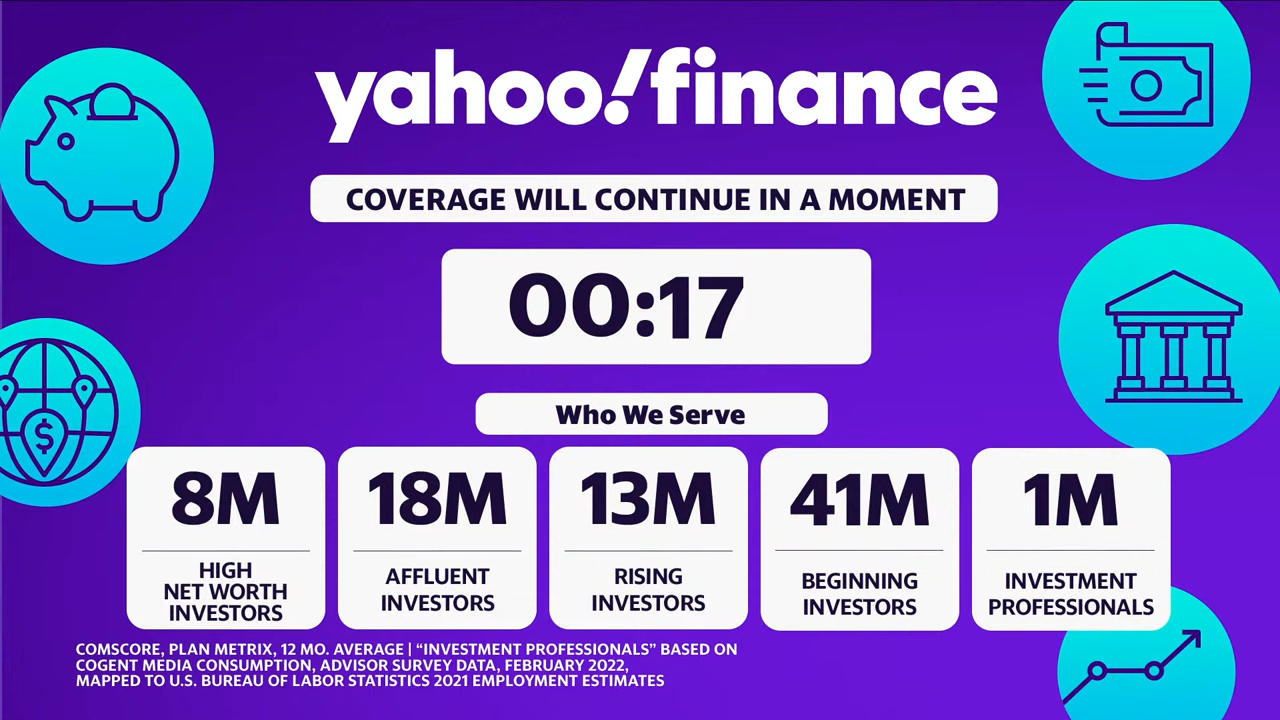 yahoo!finance
COVERAGE WILL CONTINUE IN A MOMENT
00:17
Who We Serve
8M
HIGH
NET WORTH
INVESTORS
18M
AFFLUENT
INVESTORS
13M
RISING
INVESTORS
41M
BEGINNING
INVESTORS
1M
INVESTMENT
PROFESSIONALS
$
COMSCORE, PLAN METRIX, 12 MO. AVERAGE | “INVESTMENT PROFESSIONALS” BASED ON
COGENT MEDIA CONSUMPTION, ADVISOR SURVEY DATA, FEBRUARY 2022,
MAPPED TO U.S. BUREAU OF LABOR STATISTICS 2021 EMPLOYMENT ESTIMATES